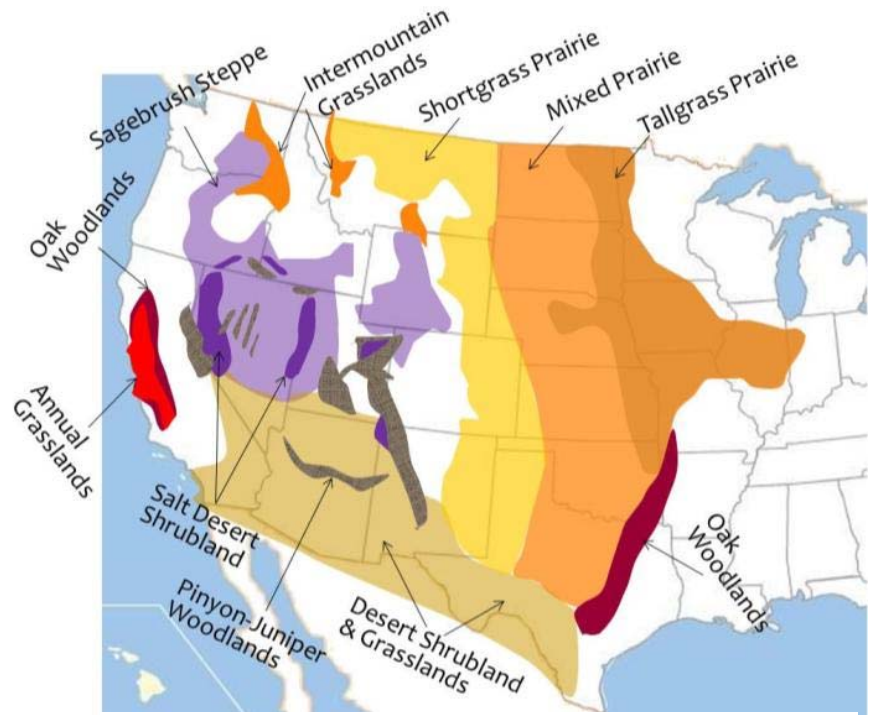 Sagebrush Steppe
Intermountain
Grasslands
Shortgrass Prairie
Mixed Prairie
Tallgrass Prairie
Oak
Woodlands
Annual
Grasslands
Salt Desert
Shrubland
Pinyon-Juniper
Woodlands
Desert Shrubland
& Grasslands
Oak
Woodlands